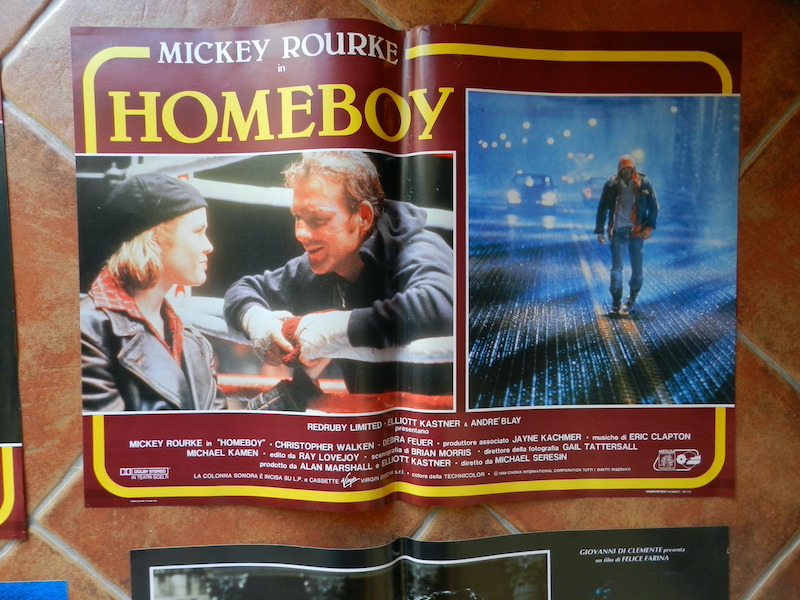 MICKEY ROURKE
in
HOMEBOY
REDRUBY LIMITED · ELLIOTT KASTNER & ANDRE' BLAY
presentano
MICKEY ROURKE in "HOMEBOY" · CHRISTOPHER WALKEN · DEBRA FEUER · produttore associato JAYNE KACHMER · musiche di ERIC CLAPTON
MICHAEL KAMEN · edito da RAY LOVEJOY · scenografia di BRIAN MORRIS · direttore della fotografia GAIL TATTERSALL
prodotto da ALAN MARSHALL e ELLIOTT KASTNER · diretto da MICHAEL SERESIN
DOLBY STEREO
IN TEATRI SCELTI
LA COLONNA SONORA È INCISA SU L.P. E CASSETTE Virgin VIRGIN DISCHI S.r.l. · colore della TECHNICOLOR · © 1988 CINEMA INTERNATIONAL CORPORATION TUTTI I DIRITTI RISERVATI
GIOVANNI DI CLEMENTE presenta
un film di FELICE FARINA